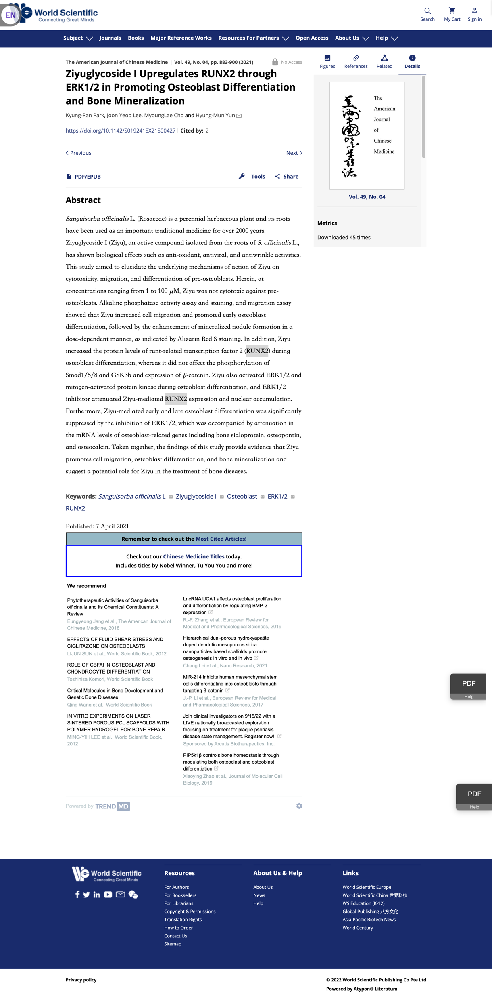 EN
World Scientific
Connecting Great Minds
Search
My Cart
Sign in
Subject
Journals
Books
Major Reference Works
Resources For Partners
Open Access
About Us
Help
The American Journal of Chinese Medicine | Vol. 49, No. 04, pp. 883-900 (2021)
No Access
Ziyuglycoside I Upregulates RUNX2 through
ERK1/2 in Promoting Osteoblast Differentiation
and Bone Mineralization
Kyung-Ran Park, Joon Yeop Lee, MyoungLae Cho and Hyung-Mun Yun
https://doi.org/10.1142/S0192415X21500427 | Cited by: 2
Previous
Next
PDF/EPUB
Tools
Share
Abstract
Sanguisorba officinalis L. (Rosaceae) is a perennial herbaceous plant and its roots
have been used as an important traditional medicine for over 2000 years.
Ziyuglycoside I (Ziyu), an active compound isolated from the roots of S. officinalis L.,
has shown biological effects such as anti-oxidant, antiviral, and antiwrinkle activities.
This study aimed to elucidate the underlying mechanisms of action of Ziyu on
cytotoxicity, migration, and differentiation of pre-osteoblasts. Herein, at
concentrations ranging from 1 to 100 μM, Ziyu was not cytotoxic against pre-
osteoblasts. Alkaline phosphatase activity assay and staining, and migration assay
showed that Ziyu increased cell migration and promoted early osteoblast
differentiation, followed by the enhancement of mineralized nodule formation in a
dose-dependent manner, as indicated by Alizarin Red S staining. In addition, Ziyu
increased the protein levels of runt-related transcription factor 2 (RUNX2) during
osteoblast differentiation, whereas it did not affect the phosphorylation of
Smad1/5/8 and GSK3b and expression of β-catenin. Ziyu also activated ERK1/2 and
mitogen-activated protein kinase during osteoblast differentiation, and ERK1/2
inhibitor attenuated Ziyu-mediated RUNX2 expression and nuclear accumulation.
Furthermore, Ziyu-mediated early and late osteoblast differentiation was significantly
suppressed by the inhibition of ERK1/2, which was accompanied by attenuation in
the mRNA levels of osteoblast-related genes including bone sialoprotein, osteopontin,
and osteocalcin. Taken together, the findings of this study provide evidence that Ziyu
promotes cell migration, osteoblast differentiation, and bone mineralization and
suggest a potential role for Ziyu in the treatment of bone diseases.
Keywords: Sanguisorba officinalis L Ziyuglycoside I Osteoblast ERK1/2
RUNX2
Published: 7 April 2021
Remember to check out the Most Cited Articles!
Check out our Chinese Medicine Titles today.
Includes titles by Nobel Winner, Tu You You and more!
We recommend
Phytotherapeutic Activities of Sanguisorba
officinalis and its Chemical Constituents: A
Review
Eungyeong Jang et al., The American Journal of
Chinese Medicine, 2018
EFFECTS OF FLUID SHEAR STRESS AND
CIGLITAZONE ON OSTEOBLASTS
LIJUN SUN et al., World Scientific Book, 2012
ROLE OF CBFAI IN OSTEOBLAST AND
CHONDROCYTE DIFFERENTIATION
Toshihisa Komori, World Scientific Book
Critical Molecules in Bone Development and
Genetic Bone Diseases
Qing Wang et al., World Scientific Book
IN VITRO EXPERIMENTS ON LASER
SINTERED POROUS PCL SCAFFOLDS WITH
POLYMER HYDROGEL FOR BONE REPAIR
MING-YIH LEE et al., World Scientific Book,
2012
LncRNA UCA1 affects osteoblast proliferation
and differentiation by regulating BMP-2
expression
R.-F. Zhang et al., European Review for
Medical and Pharmacological Sciences, 2019
Hierarchical dual-porous hydroxyapatite
doped dendritic mesoporous silica
nanoparticles based scaffolds promote
osteogenesis in vitro and in vivo
Chang Lei et al., Nano Research, 2021
MiR-214 inhibits human mesenchymal stem
cells differentiating into osteoblasts through
targeting β-catenin
J.-P. Li et al., European Review for Medical
and Pharmacological Sciences, 2017
Join clinical investigators on 9/15/22 with a
LIVE nationally broadcasted exploration
focusing on treatment for plaque psoriasis
disease state management. Register now!
Sponsored by Arcutis Biotherapeutics, Inc.
PIP5k1β controls bone homeostasis through
modulating both osteoclast and osteoblast
differentiation
Xiaoying Zhao et al., Journal of Molecular Cell
Biology, 2019
Powered by TREND MD
Figures
References
Related
Details
The
American
Journal
of
Chinese
Medicine
Vol. 49, No. 04
Metrics
Downloaded 45 times
PDF
Help
PDF
Help
World Scientific
Connecting Great Minds
Resources
For Authors
For Booksellers
For Librarians
Copyright & Permissions
Translation Rights
How to Order
Contact Us
Sitemap
About Us & Help
About Us
News
Help
Links
World Scientific Europe
World Scientific China 世界科技
WS Education (K-12)
Global Publishing 八方文化
Asia-Pacific Biotech News
World Century
Privacy policy
© 2022 World Scientific Publishing Co Pte Ltd
Powered by Atypon® Literatum